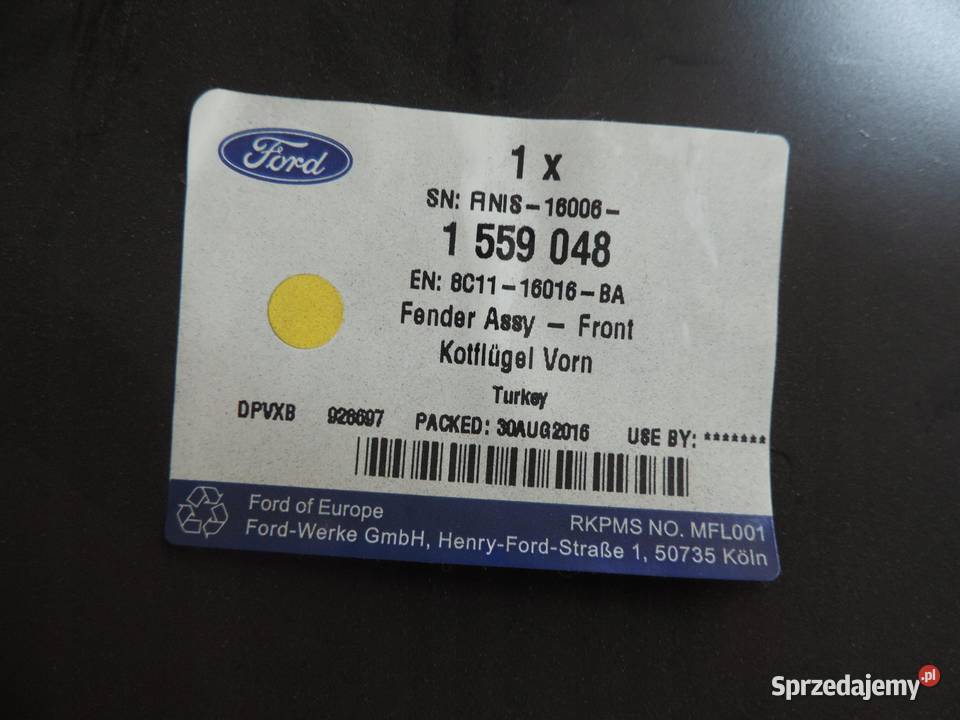 Ford
1 x
SN: FINIS-16006-
1 559 048
EN: 8C11-16016-BA
Fender Assy - Front
Kotflügel Vorn
Turkey
DPVXB 926697 PACKED: 30AUG2016 USE BY: *******
Ford of Europe
RKPMS NO. MFL001
Ford-Werke GmbH, Henry-Ford-Straße 1, 50735 Köln
Sprzedajemy.pl